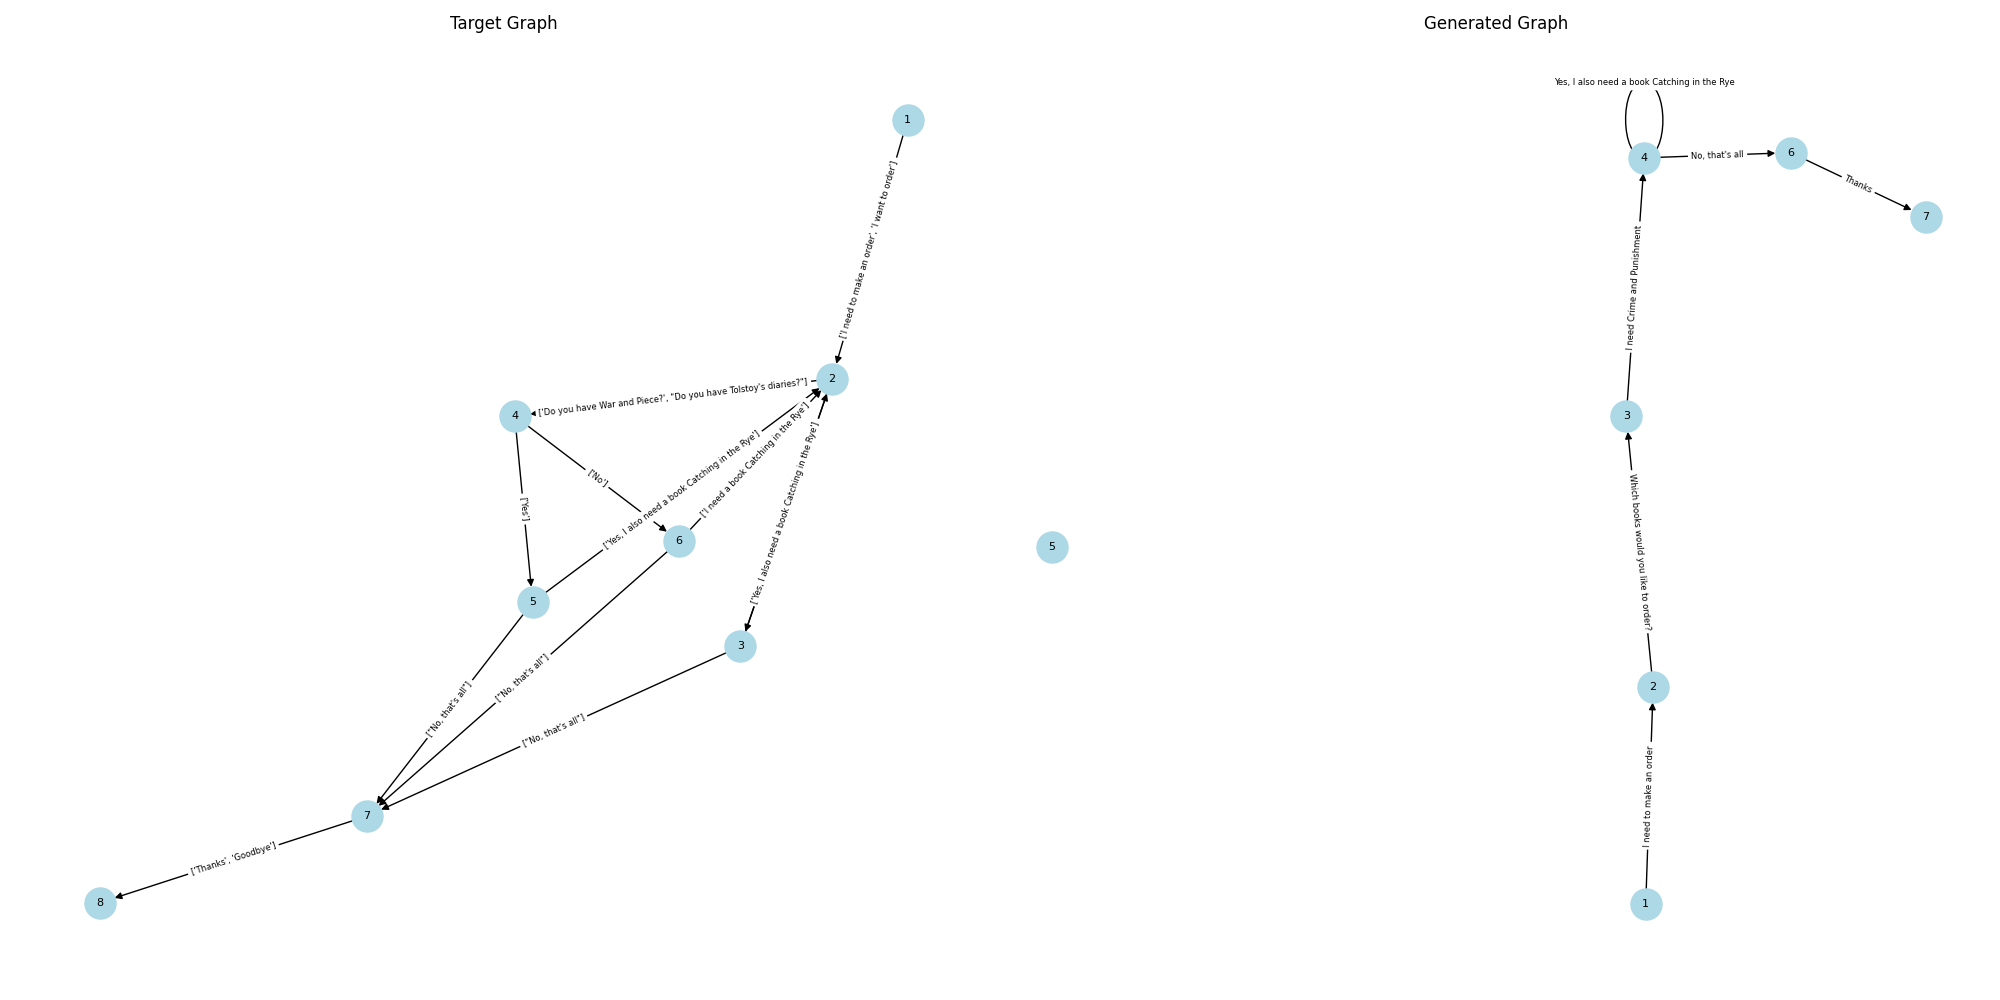 Target Graph
1
['I need to make an order', 'I want to order']
2
['Do you have War and Piece?', "Do you have Tolstoy's diaries?"]
4
['No']
['Yes']
['Yes, I also need a book Catching in the Rye']
['I need a book Catching in the Rye']
['Yes, I also need a book Catching in the Rye']
6
5
3
["No, that's all"]
["No, that's all"]
["No, that's all"]
7
['Thanks', 'Goodbye']
8
Generated Graph
Yes, I also need a book Catching in the Rye
4
No, that's all
6
Thanks
7
I need Crime and Punishment
3
Which books would you like to order?
5
2
I need to make an order
1